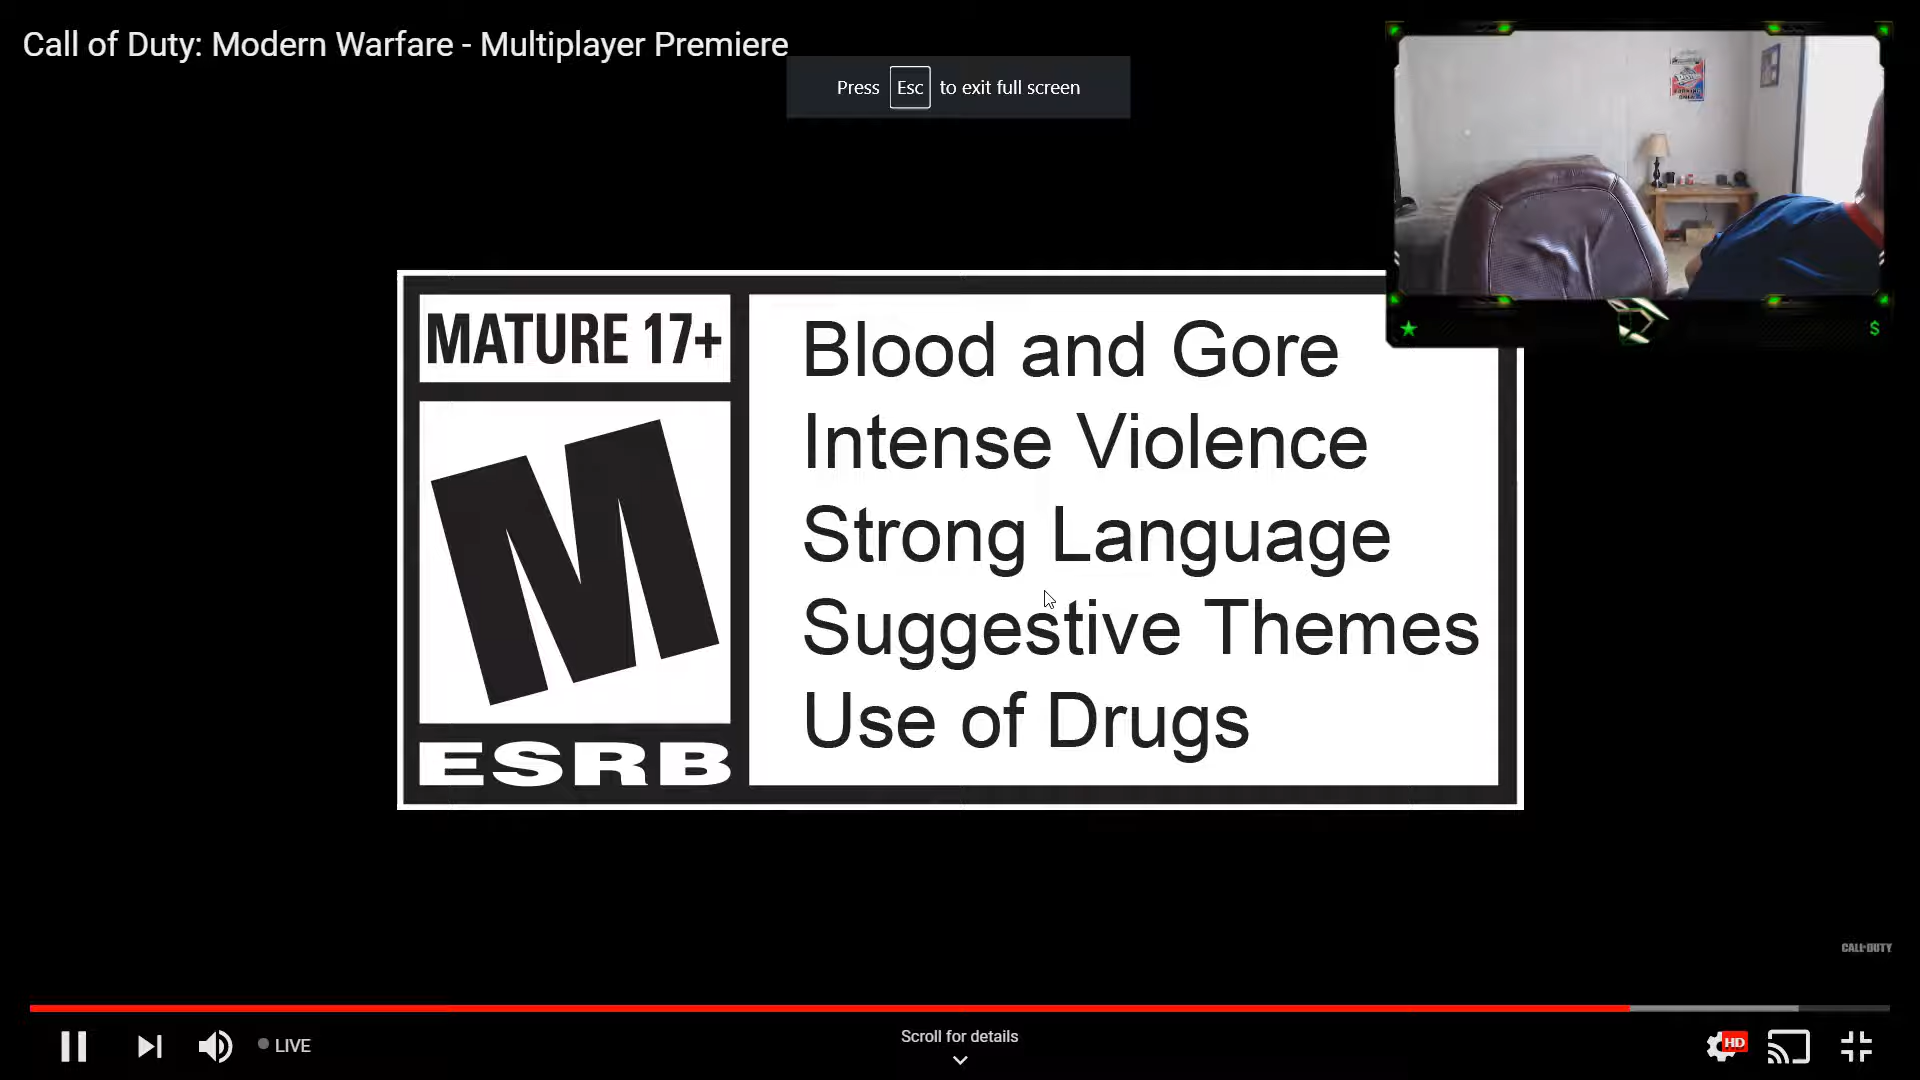 Call of Duty: Modern Warfare - Multiplayer Premiere
Press Esc to exit full screen
MATURE 17+
M
ESRB
Blood and Gore
Intense Violence
Strong Language
Suggestive Themes
Use of Drugs
$
CALL OF DUTY
LIVE
Scroll for details
HD